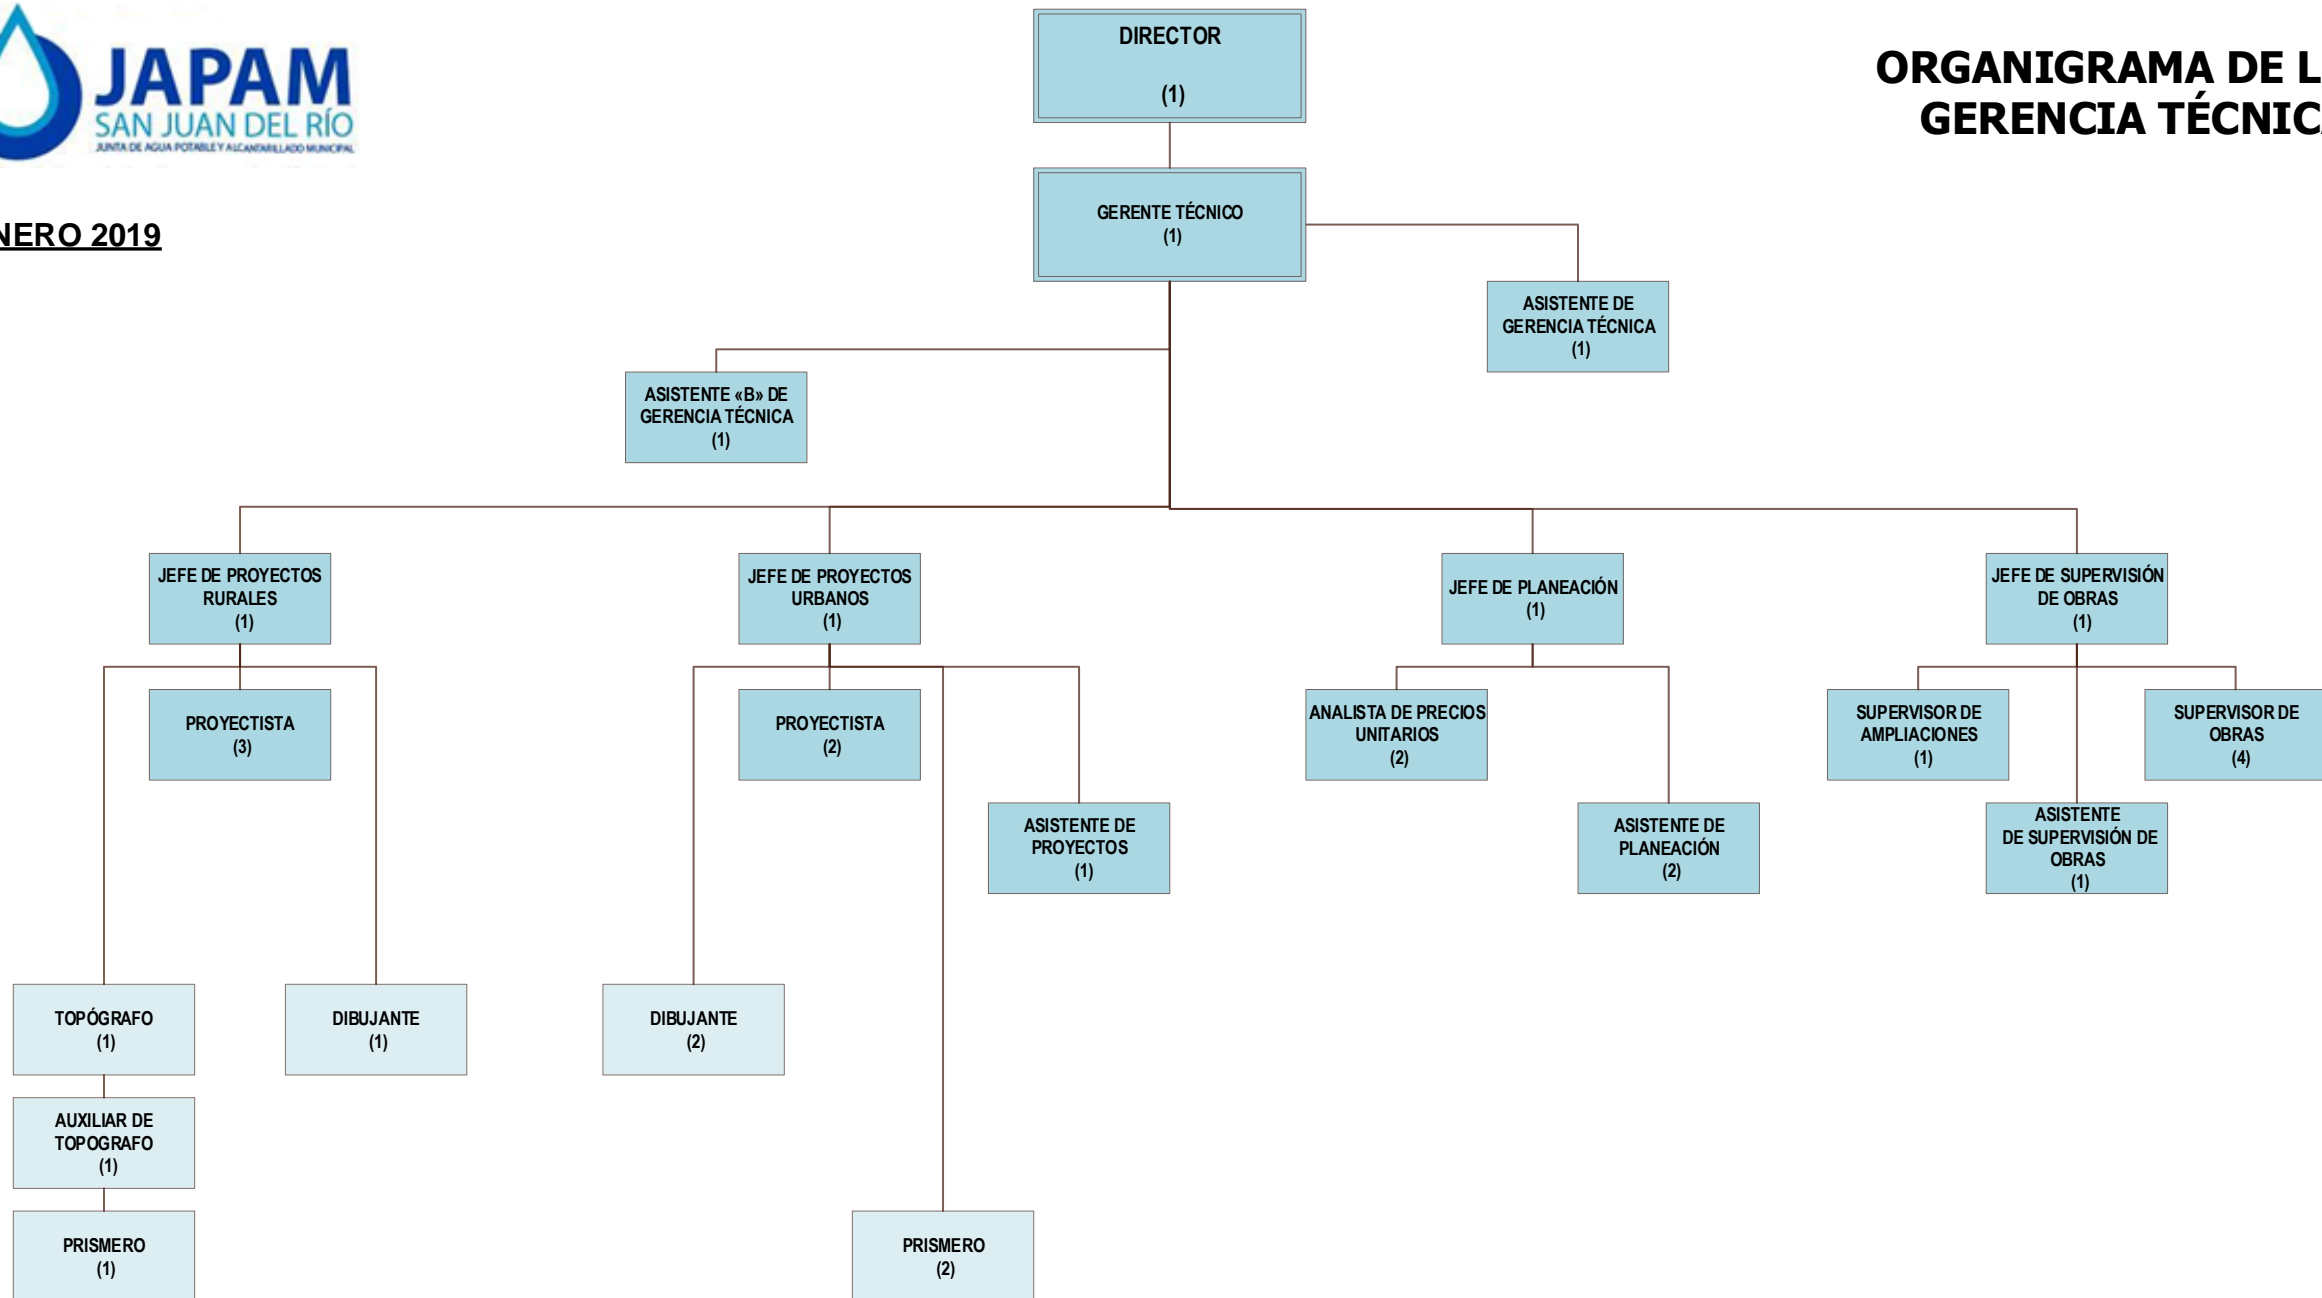 JAPAM
SAN JUAN DEL RÍO
JUNTA DE AGUA POTABLE Y ALCANTARILLADO MUNICIPAL
ORGANIGRAMA DE L
GERENCIA TÉCNICA
NERO 2019
DIRECTOR
(1)
GERENTE TÉCNICO
(1)
ASISTENTE DE
GERENCIA TÉCNICA
(1)
ASISTENTE «B» DE
GERENCIA TÉCNICA
(1)
JEFE DE PROYECTOS
RURALES
(1)
JEFE DE PROYECTOS
URBANOS
(1)
JEFE DE PLANEACIÓN
(1)
JEFE DE SUPERVISIÓN
DE OBRAS
(1)
PROYECTISTA
(3)
PROYECTISTA
(2)
ANALISTA DE PRECIOS
UNITARIOS
(2)
SUPERVISOR DE
AMPLIACIONES
(1)
SUPERVISOR DE
OBRAS
(4)
ASISTENTE DE
PROYECTOS
(1)
ASISTENTE DE
PLANEACIÓN
(2)
ASISTENTE
DE SUPERVISIÓN DE
OBRAS
(1)
TOPÓGRAFO
(1)
DIBUJANTE
(1)
DIBUJANTE
(2)
AUXILIAR DE
TOPOGRAFO
(1)
PRISMERO
(1)
PRISMERO
(2)